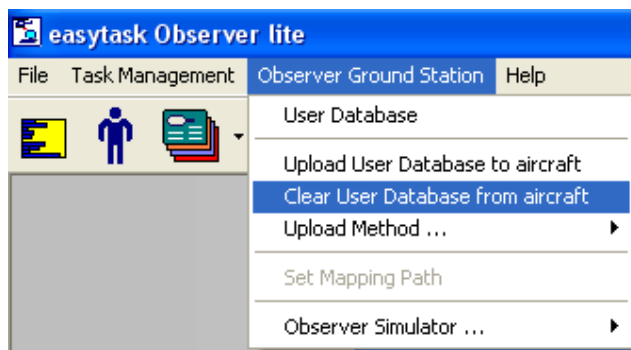 easytask Observer lite
File Task Management Observer Ground Station Help
User Database
Upload User Database to aircraft
Clear User Database from aircraft
Upload Method ...
Set Mapping Path
Observer Simulator ...